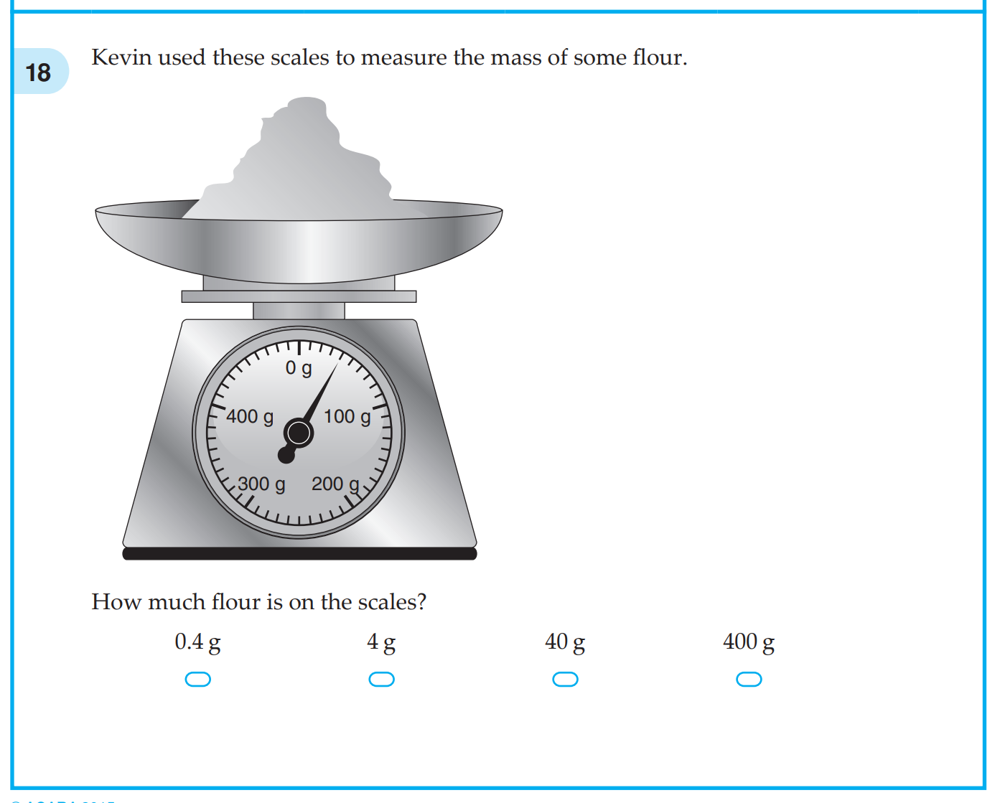 18
Kevin used these scales to measure the mass of some flour.
0 g
400 g
100 g
300 g
200 g
How much flour is on the scales?
0.4 g
4 g
40 g
400 g